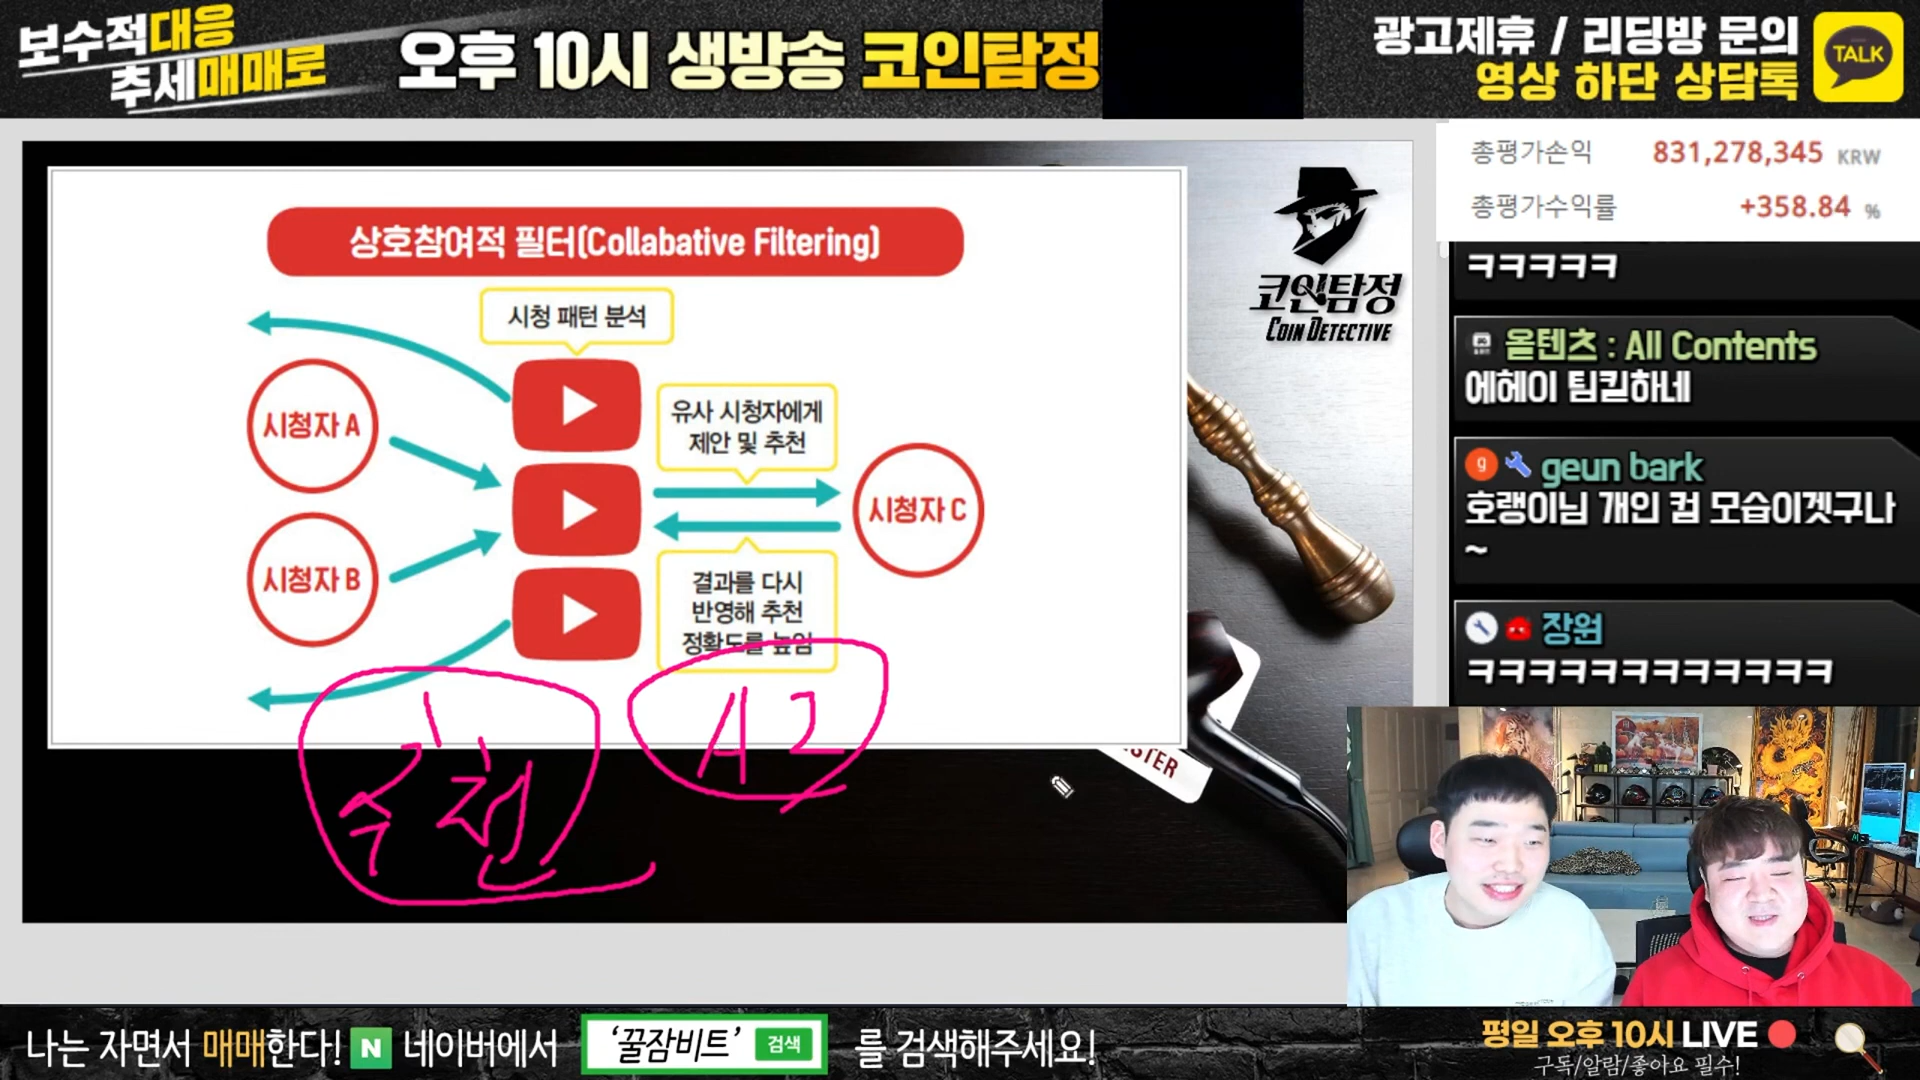 보수적대응
추세매매로
오후 10시 생방송 코인탐정
광고제휴 / 리딩방 문의
영상 하단 상담톡
TALK
총평가손익 831,278,345 KRW
총평가수익률 +358.84 %
상호참여적 필터(Collabative Filtering)
시청 패턴 분석
시청자 A
유사 시청자에게
제안 및 추천
시청자 C
시청자 B
결과를 다시
반영해 추천
정확도를 높임
추천
시고
코인탐정
COIN DETECTIVE
STER
ㅋㅋㅋㅋㅋ
올텐츠 : All Contents
에헤이 팀킬하네
g geun bark
호랭이님 개인 컴 모습이겟구나
~
장원
ㅋㅋㅋㅋㅋㅋㅋㅋㅋㅋㅋㅋ
나는 자면서 매매한다! N 네이버에서 '꿀잠비트' 검색 를 검색해주세요!
평일 오후 10시 LIVE
구독/알람/좋아요 필수!